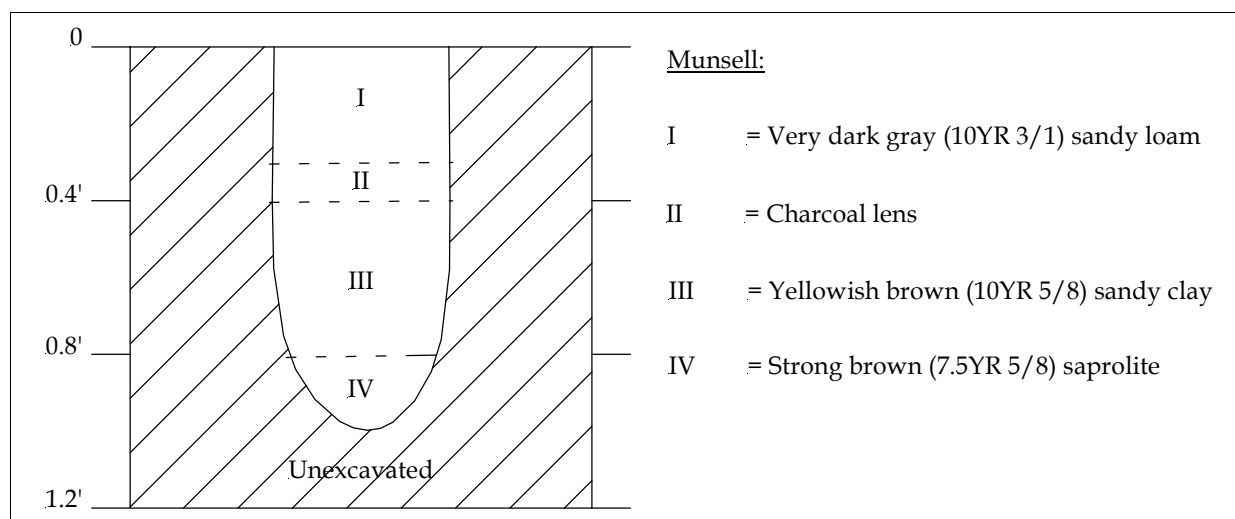 0
0.4'
0.8'
1.2'
I
II
III
IV
Unexcavated
Munsell:
I = Very dark gray (10YR 3/1) sandy loam
II = Charcoal lens
III = Yellowish brown (10YR 5/8) sandy clay
IV = Strong brown (7.5YR 5/8) saprolite